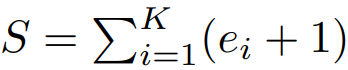 $S = \sum_{i=1}^{K}(e_i + 1)$